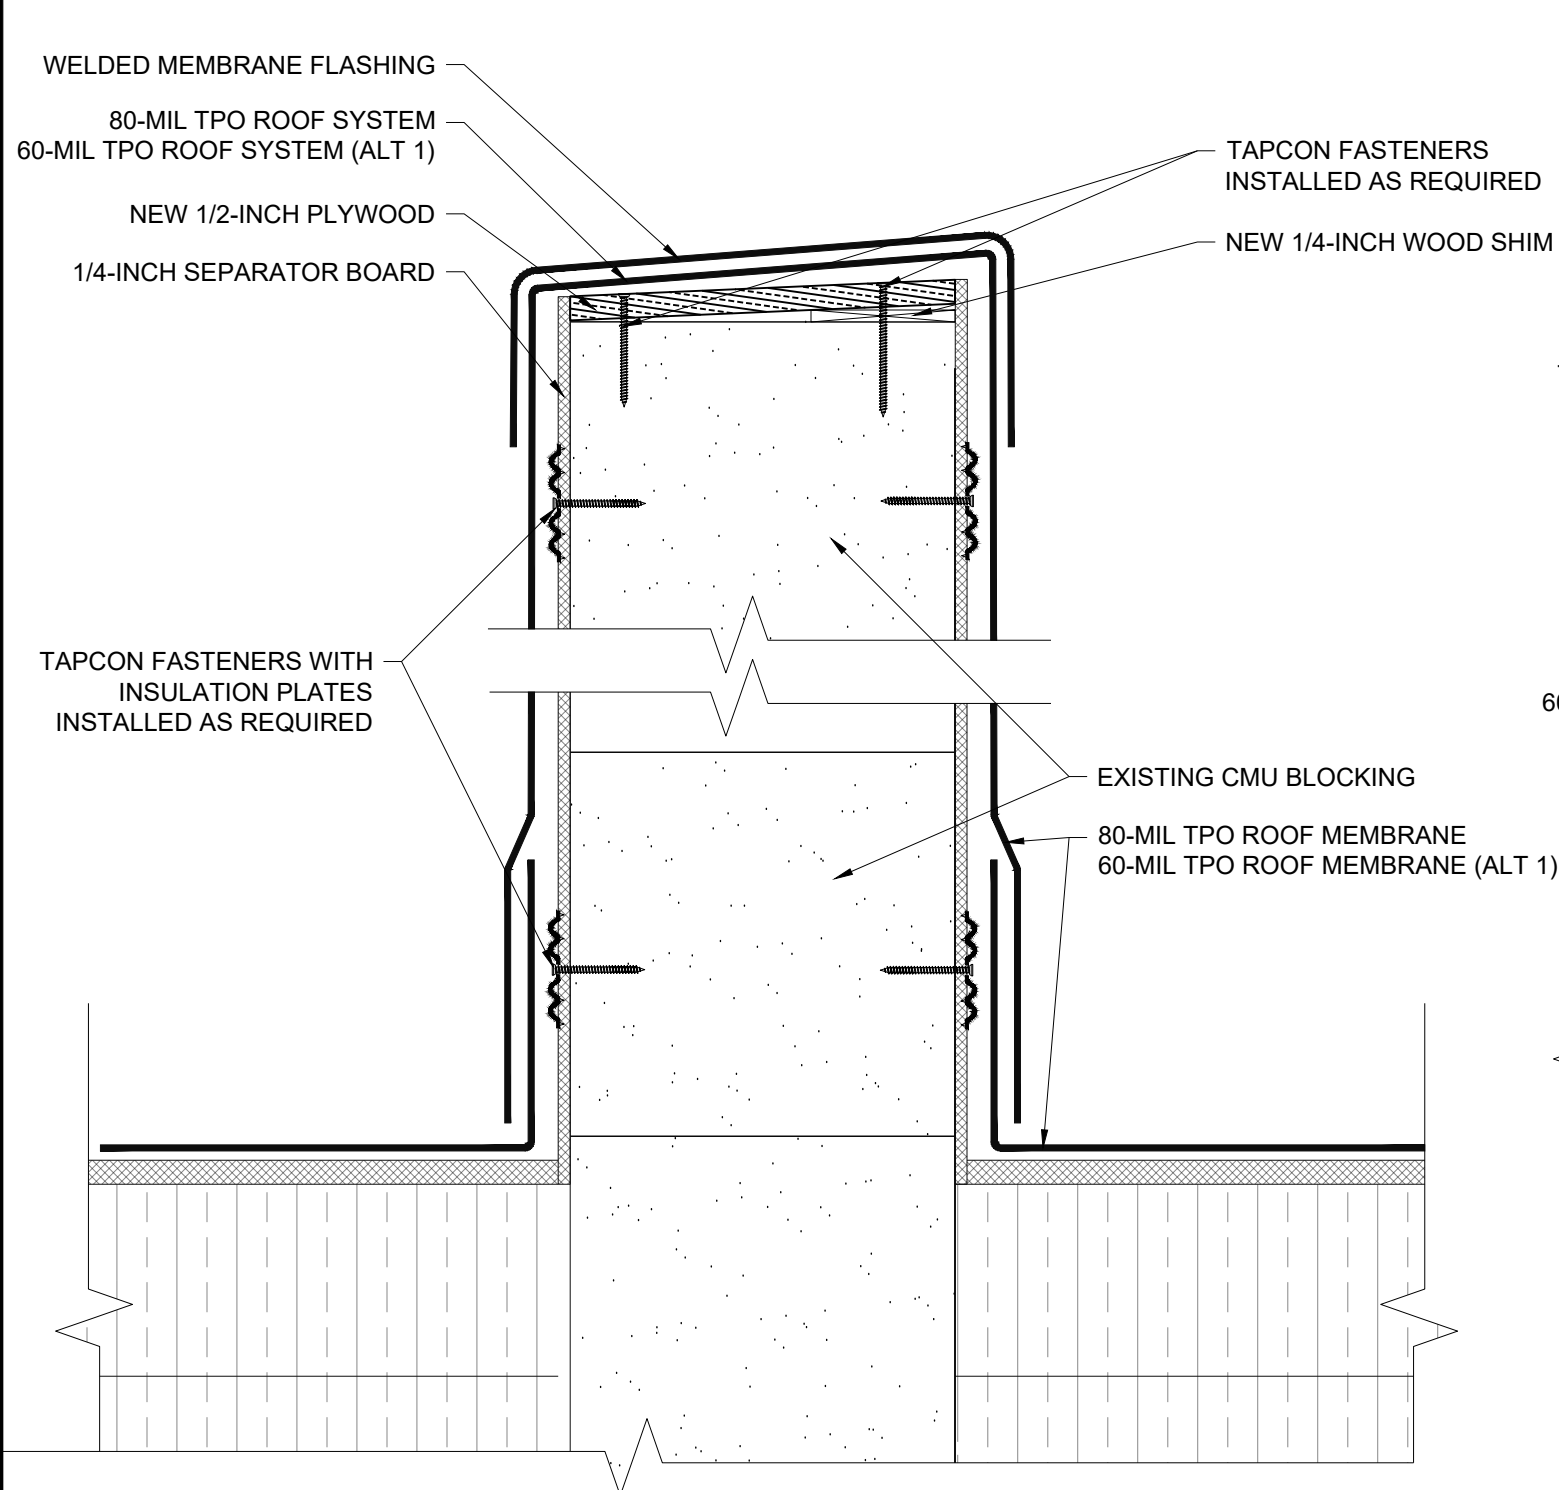 WELDED MEMBRANE FLASHING
80-MIL TPO ROOF SYSTEM
60-MIL TPO ROOF SYSTEM (ALT 1)
NEW 1/2-INCH PLYWOOD
1/4-INCH SEPARATOR BOARD
TAPCON FASTENERS
INSTALLED AS REQUIRED
NEW 1/4-INCH WOOD SHIM
TAPCON FASTENERS WITH
INSULATION PLATES
INSTALLED AS REQUIRED
EXISTING CMU BLOCKING
80-MIL TPO ROOF MEMBRANE
60-MIL TPO ROOF MEMBRANE (ALT 1)